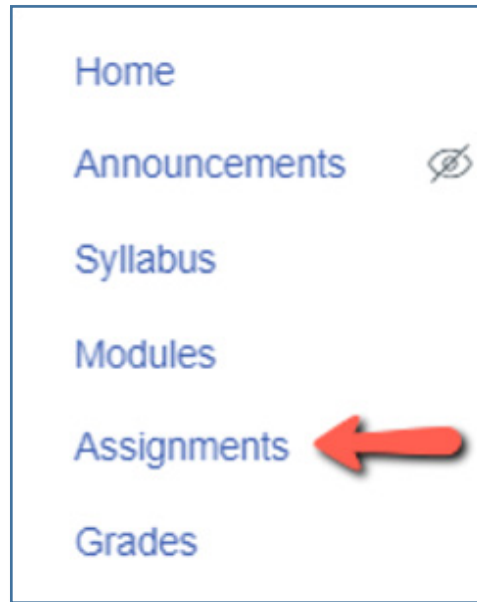 Home
Announcements
Syllabus
Modules
Assignments
Grades